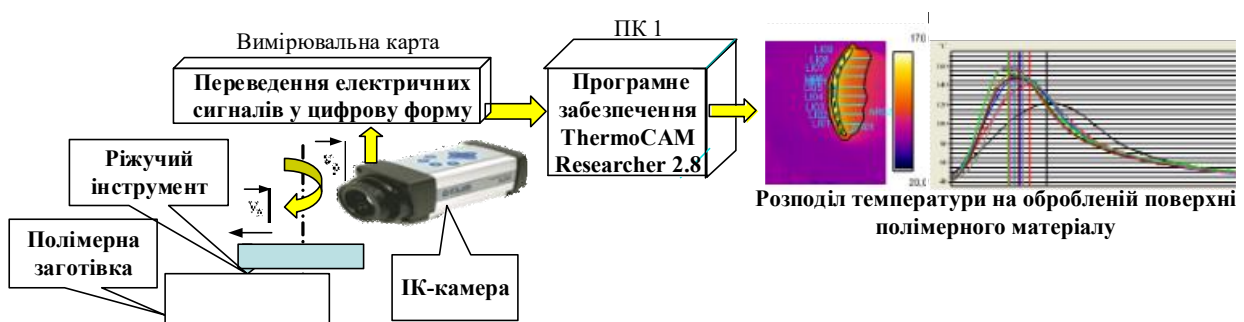 Вимірювальна карта
Переведення електричних
сигналів у цифрову форму
ПК 1
Програмне
забезпечення
ThermoCAM
Researcher 2.8
Ріжучий
інструмент
Полімерна
заготівка
ІК-камера
20.0
Розподіл температури на обробленій поверхні
полімерного матеріалу